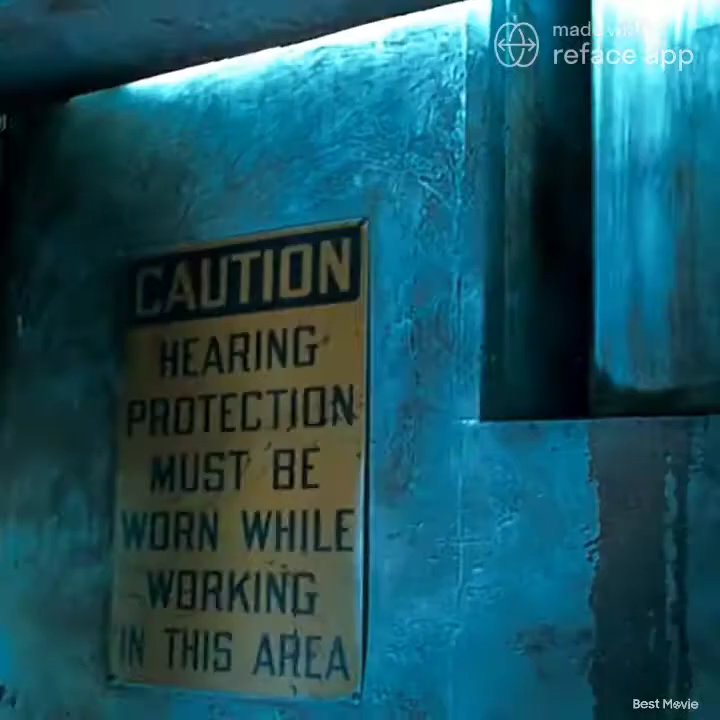 made with
reface app
CAUTION
HEARING
PROTECTION
MUST BE
WORN WHILE
WORKING
IN THIS AREA
Best Movie